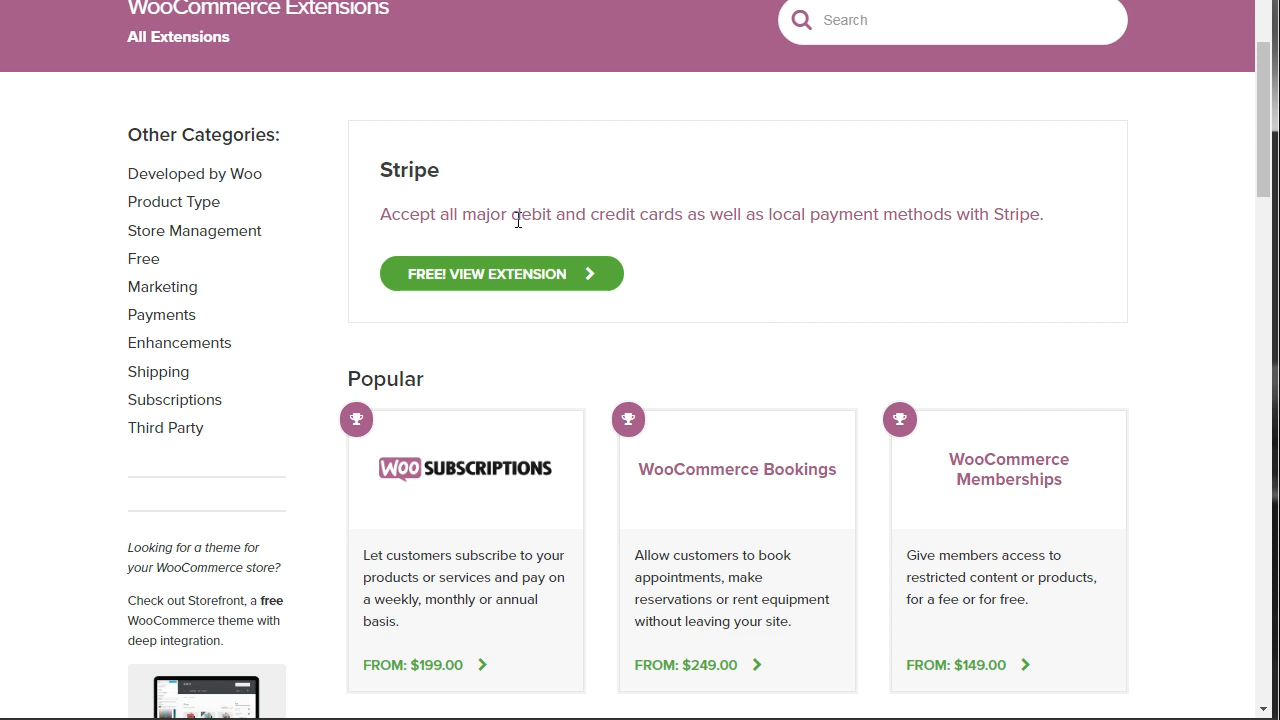 WooCommerce Extensions
All Extensions
Search
Other Categories:
Developed by Woo
Product Type
Store Management
Free
Marketing
Payments
Enhancements
Shipping
Subscriptions
Third Party
Looking for a theme for
your WooCommerce store?
Check out Storefront, a free
WooCommerce theme with
deep integration.
Stripe
Accept all major debit and credit cards as well as local payment methods with Stripe.
FREE! VIEW EXTENSION
Popular
WOO SUBSCRIPTIONS
Let customers subscribe to your
products or services and pay on
a weekly, monthly or annual
basis.
FROM: $199.00
WooCommerce Bookings
Allow customers to book
appointments, make
reservations or rent equipment
without leaving your site.
FROM: $249.00
WooCommerce
Memberships
Give members access to
restricted content or products,
for a fee or for free.
FROM: $149.00